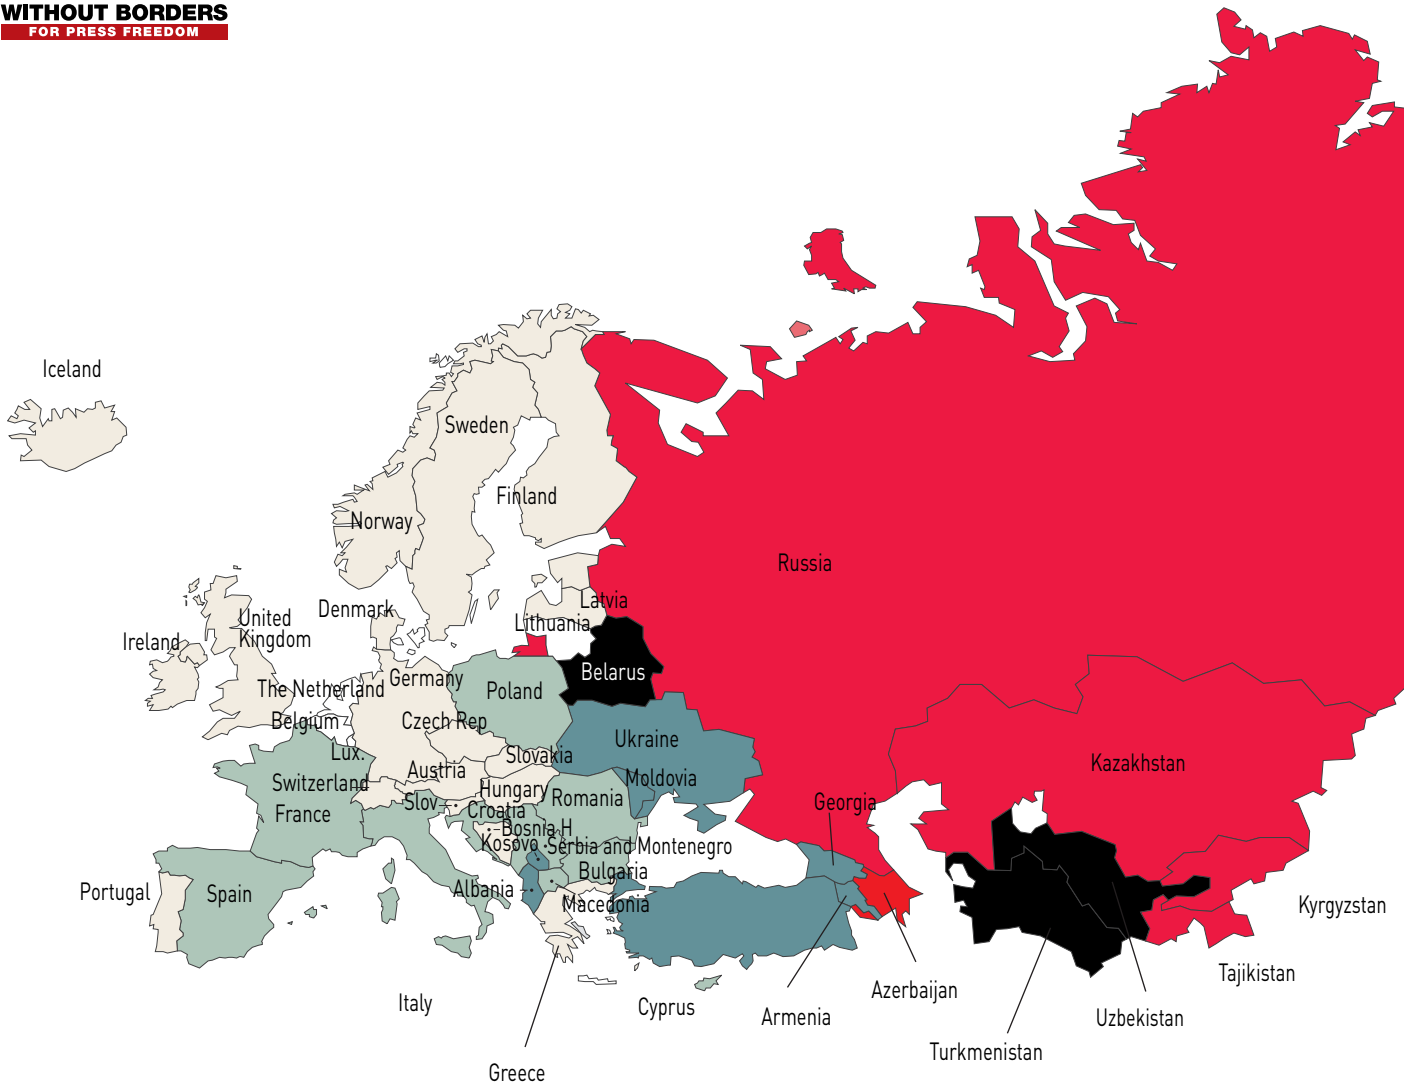 WITHOUT BORDERS
FOR PRESS FREEDOM
Iceland
Sweden
Finland
Norway
Russia
Denmark
Latvia
Lithuania
United
Kingdom
Ireland
Belarus
Germany
The Netherland
Poland
Belgium
Czech Rep
Ukraine
Lux.
Slovakia
Kazakhstan
Austria
Moldovia
Switzerland
Hungary
Romania
Slov
Georgia
Croatia
France
Bosnia H
Kosovo
Serbia and Montenegro
Bulgaria
Albania
Portugal
Spain
Macedonia
Kyrgyzstan
Tajikistan
Azerbaijan
Italy
Cyprus
Armenia
Uzbekistan
Turkmenistan
Greece